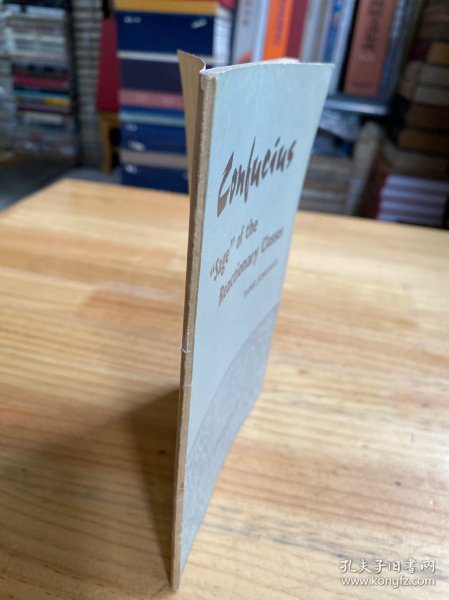 Confucius
"Sage" of the
Reactionary Classes
孔夫子旧书网
www.kongfz.com